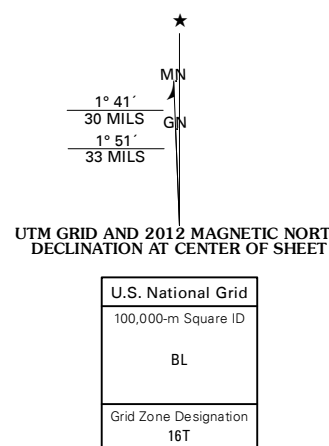 ★
MN
1° 41´
30 MILS
GN
1° 51´
33 MILS
UTM GRID AND 2012 MAGNETIC NORT
DECLINATION AT CENTER OF SHEET
U.S. National Grid
100,000-m Square ID
BL
Grid Zone Designation
16T